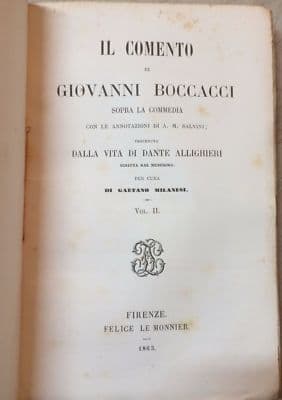 IL COMENTO
DI
GIOVANNI BOCCACCI
SOPRA LA COMMEDIA
CON LE ANNOTAZIONI DI A. M. SALVINI;
PRECEDUTO
DALLA VITA DI DANTE ALLIGHIERI
SCRITTA DAL MEDESIMO.
PER CURA
DI GAETANO MILANESI.
VOL. II.
FIRENZE.
FELICE LE MONNIER.
1863.